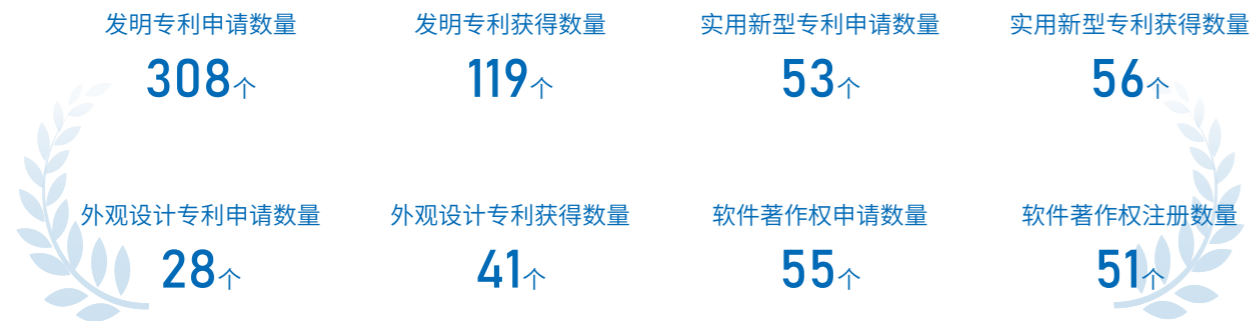 发明专利申请数量 发明专利获得数量 实用新型专利申请数量 实用新型专利获得数量
308个 119个 53个 56个
外观设计专利申请数量 外观设计专利获得数量 软件著作权申请数量 软件著作权注册数量
28个 41个 55个 51个